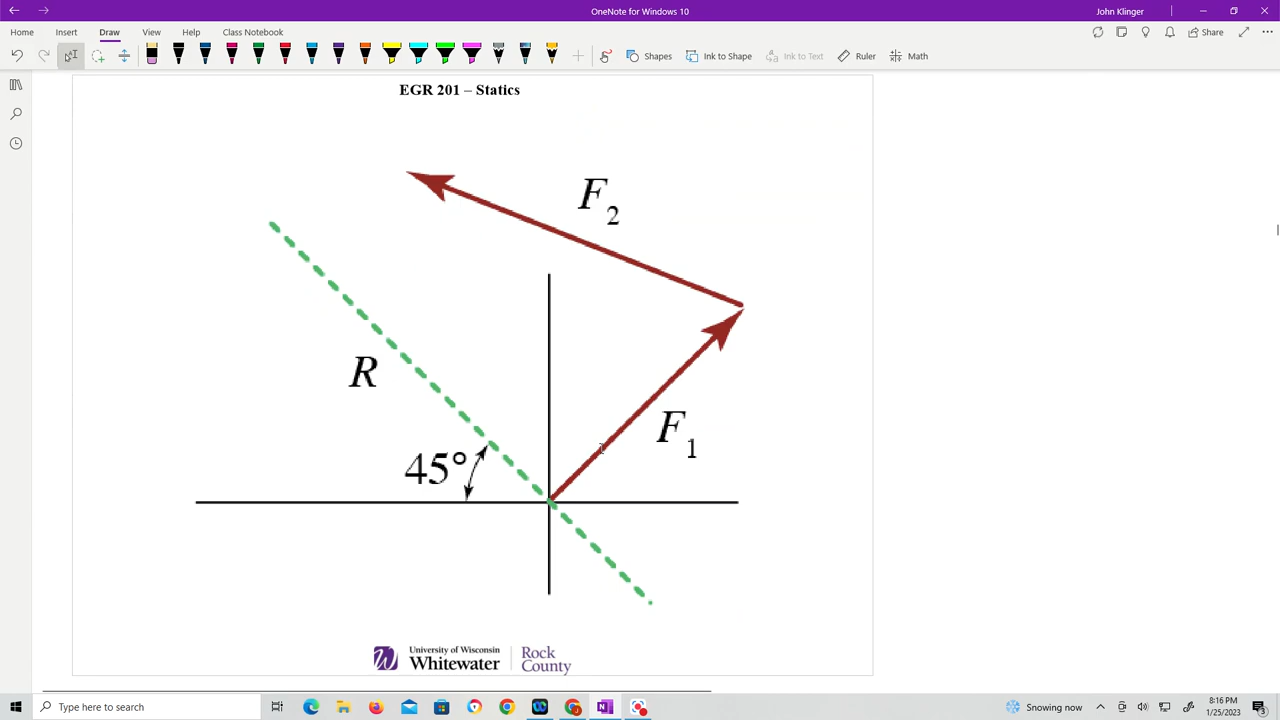 OneNote for Windows 10
John Klinger
Home Insert Draw View Help Class Notebook
Share
Shapes Ink to Shape Ink to Text Ruler Math
EGR 201 – Statics
F2
R
F1
45°
University of Wisconsin
Whitewater
Rock
County
Type here to search
Snowing now
8:16 PM
1/25/2023